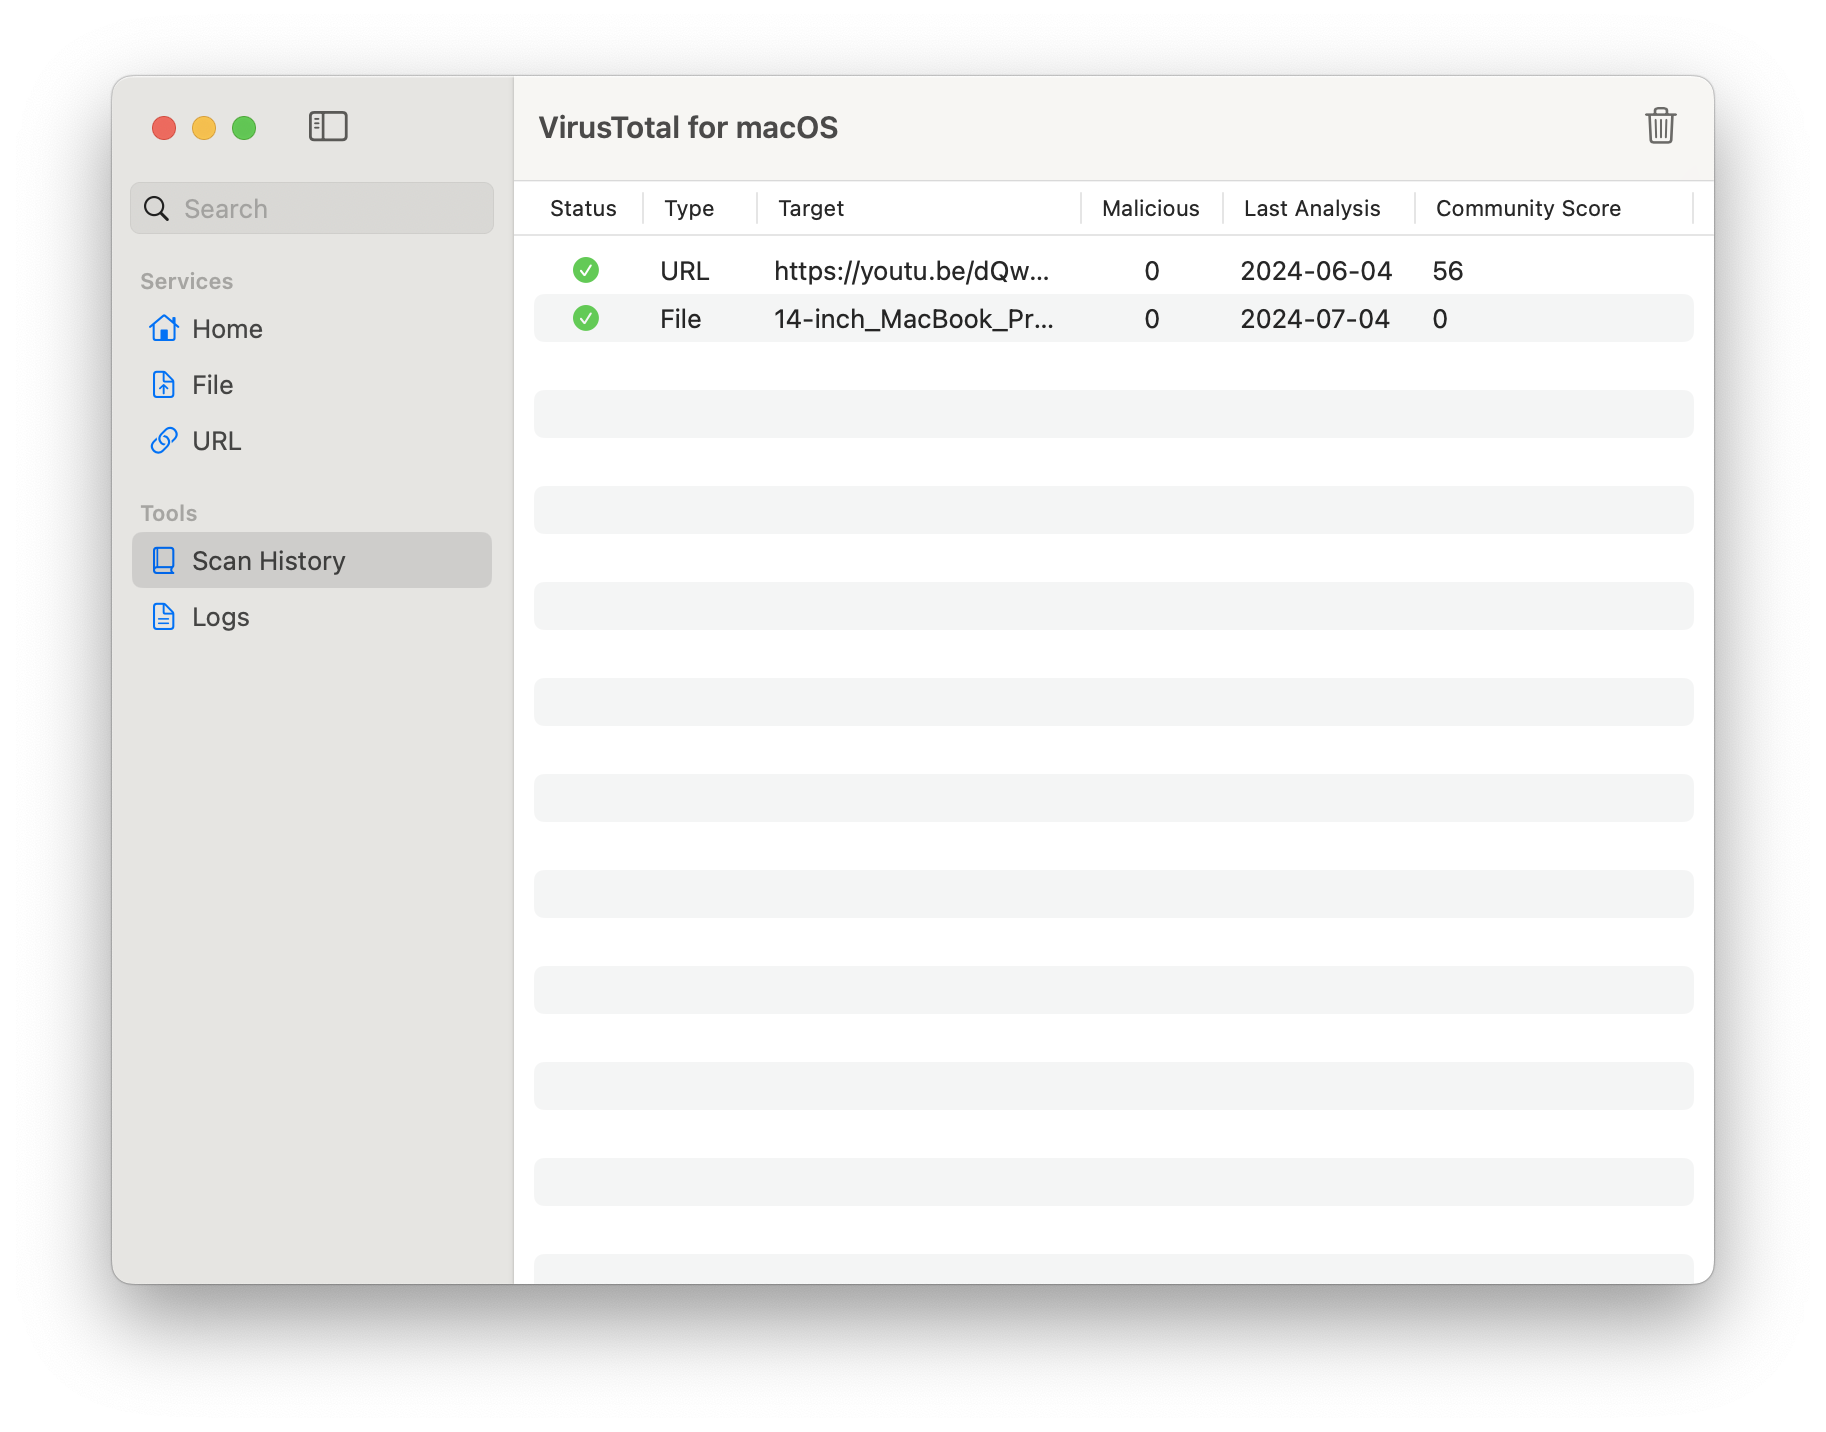 VirusTotal for macOS
Search
Services
Home
File
URL
Tools
Scan History
Logs
Status Type Target Malicious Last Analysis Community Score
URL https://youtu.be/dQw... 0 2024-06-04 56
File 14-inch_MacBook_Pr... 0 2024-07-04 0